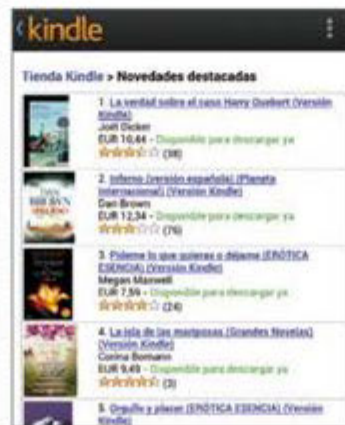 kindle
Tienda Kindle > Novedades destacadas
1. La verdad sobre el caso Harry Quebert (Versión
Kindle)
Joël Dicker
EUR 10,44 - Disponible para descargar ya
(38)
2. Inferno (versión española) (Planeta
Internacional) (Versión Kindle)
Dan Brown
EUR 12,34 - Disponible para descargar ya
(76)
3. Pídeme lo que quieras o déjame (ERÓTICA
ESENCIA) (Versión Kindle)
Megan Maxwell
EUR 7,59 - Disponible para descargar ya
(24)
4. La isla de las mariposas (Grandes Novelas)
(Versión Kindle)
Corina Bomann
EUR 9,49 - Disponible para descargar ya
(3)
5. Orgullo y placer (ERÓTICA ESENCIA) (Versión
Kindle)
DAN
BROWN